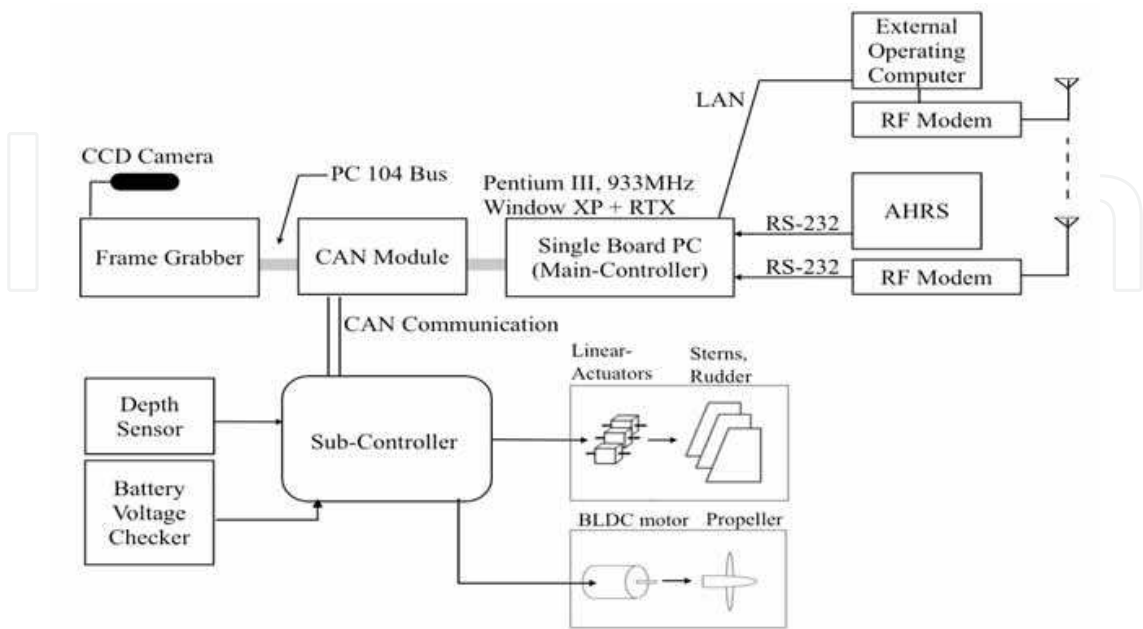 External
Operating
Computer
LAN
RF Modem
CCD Camera
PC 104 Bus
Pentium III, 933MHz
Window XP + RTX
AHRS
RS-232
Frame Grabber
CAN Module
Single Board PC
(Main-Controller)
RS-232
RF Modem
CAN Communication
Linear-
Actuators
Sterns,
Rudder
Depth
Sensor
Sub-Controller
Battery
Voltage
Checker
BLDC motor
Propeller